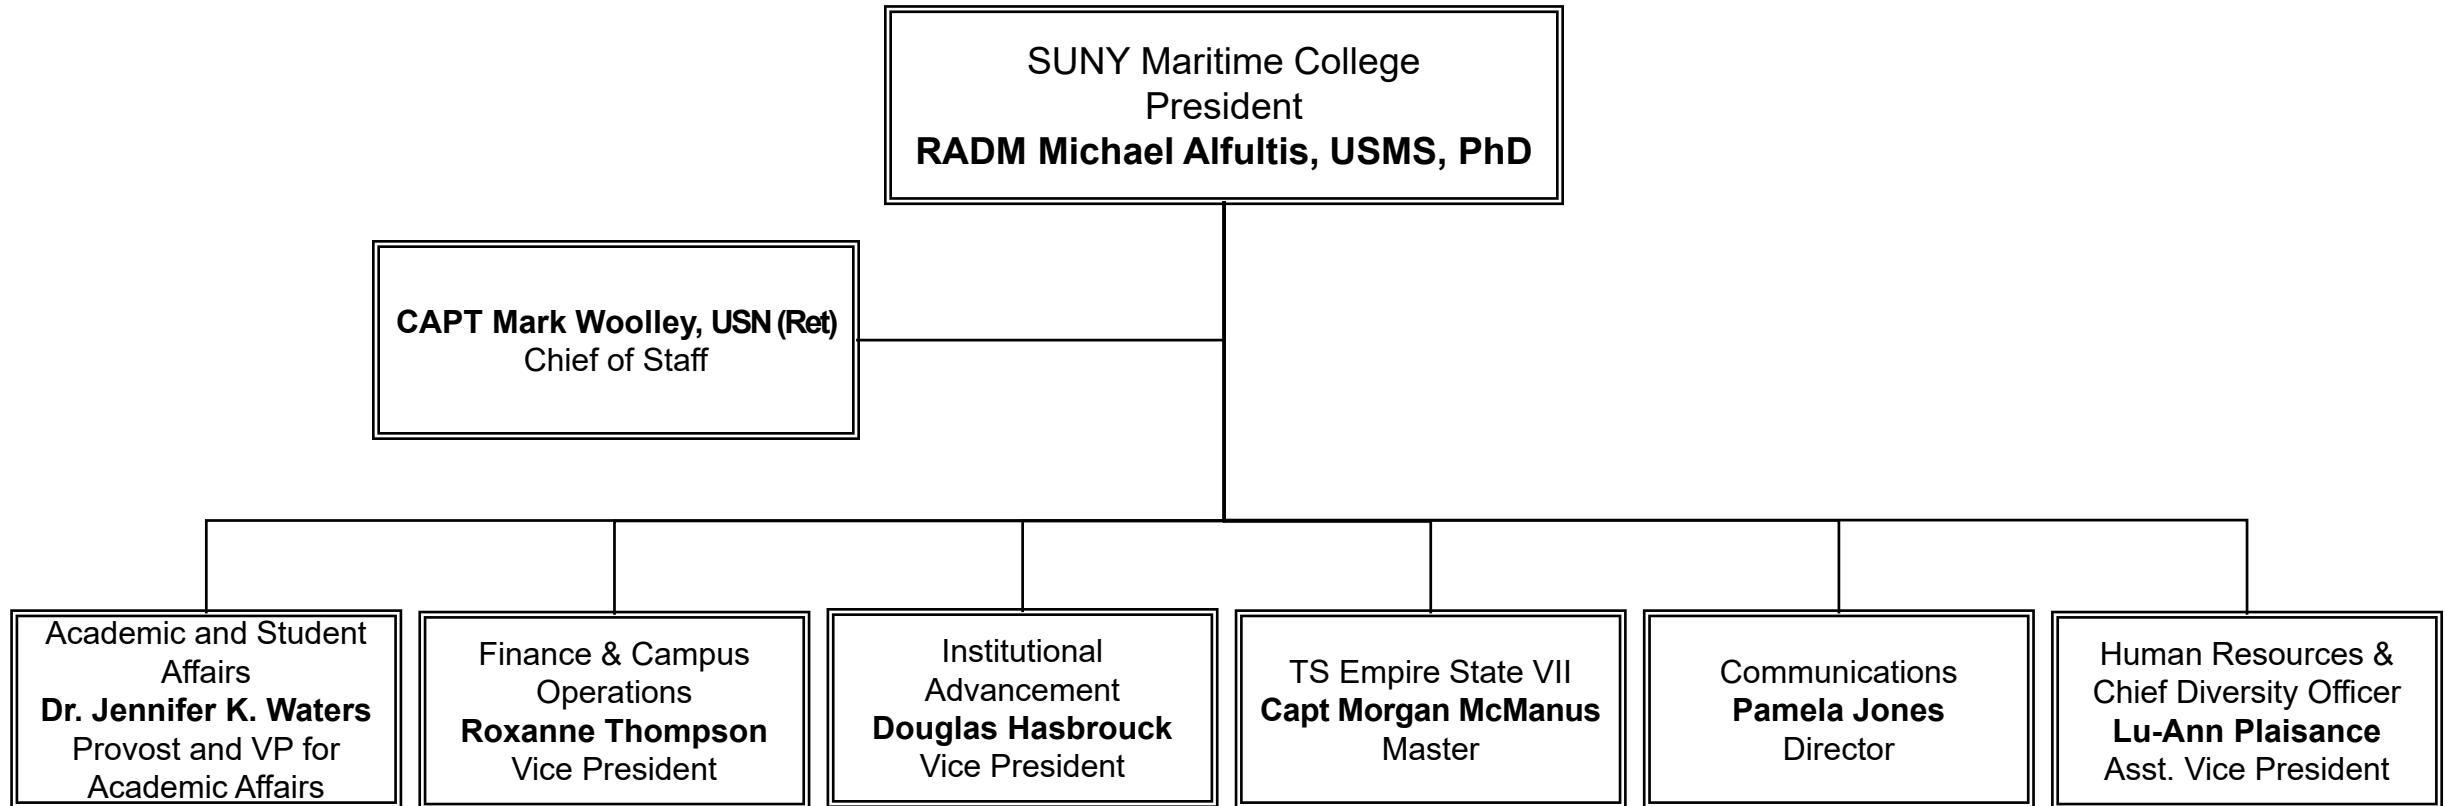 SUNY Maritime College
President
RADM Michael Alfultis, USMS, PhD
CAPT Mark Woolley, USN (Ret)
Chief of Staff
Academic and Student
Affairs
Dr. Jennifer K. Waters
Provost and VP for
Academic Affairs
Finance & Campus
Operations
Roxanne Thompson
Vice President
Institutional
Advancement
Douglas Hasbrouck
Vice President
TS Empire State VII
Capt Morgan McManus
Master
Communications
Pamela Jones
Director
Human Resources &
Chief Diversity Officer
Lu-Ann Plaisance
Asst. Vice President